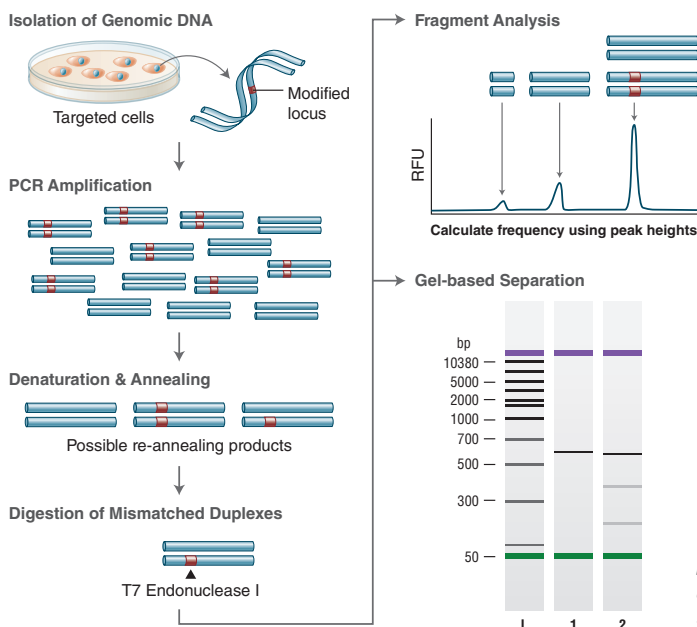 Isolation of Genomic DNA
Targeted cells
Modified
locus
PCR Amplification
Denaturation & Annealing
Possible re-annealing products
Digestion of Mismatched Duplexes
T7 Endonuclease I
Fragment Analysis
RFU
Calculate frequency using peak heights
Gel-based Separation
bp
10380
5000
2000
1000
700
500
300
50
L 1 2